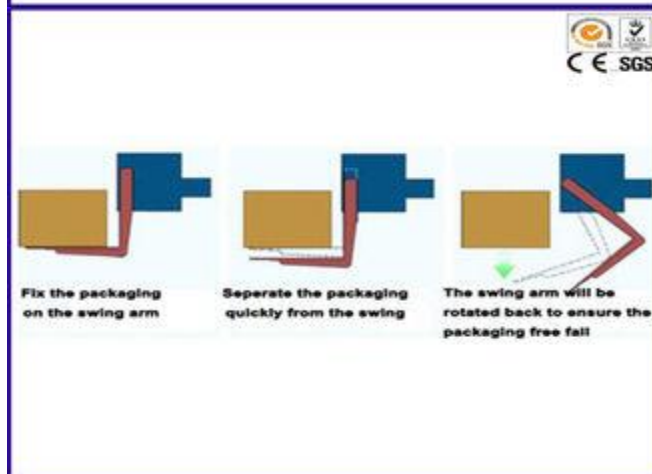 SGS
CE SGS
Fix the packaging
on the swing arm
Seperate the packaging
quickly from the swing
The swing arm will be
rotated back to ensure the
packaging free fall